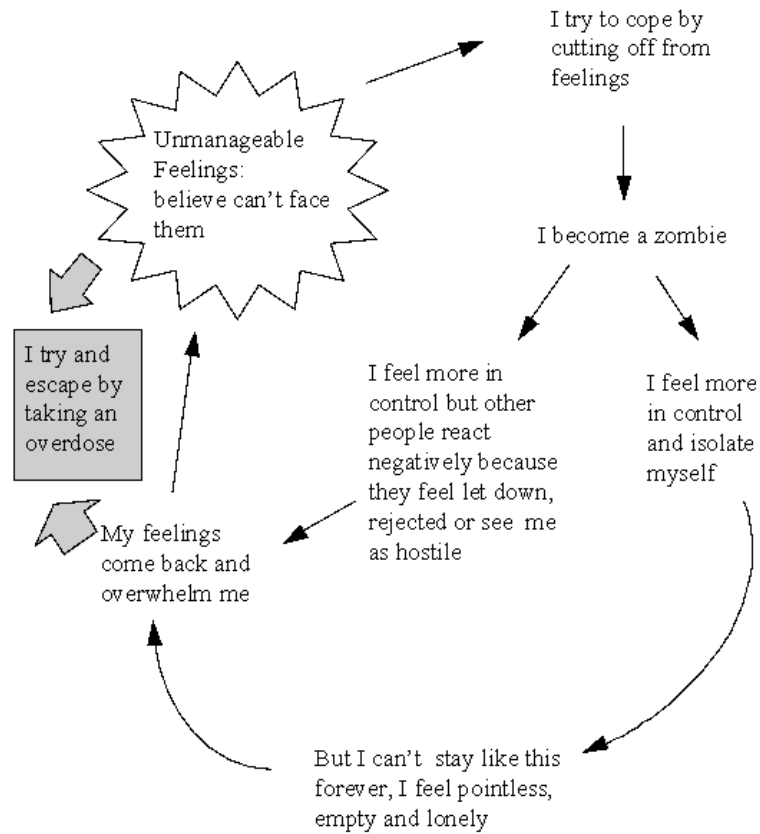 I try to cope by
cutting off from
feelings
Unmanageable
Feelings:
believe can't face
them
I become a zombie
I try and
escape by
taking an
overdose
I feel more in
control but other
people react
negatively because
they feel let down,
rejected or see me
as hostile
I feel more
in control
and isolate
myself
My feelings
come back and
overwhelm me
But I can't stay like this
forever, I feel pointless,
empty and lonely